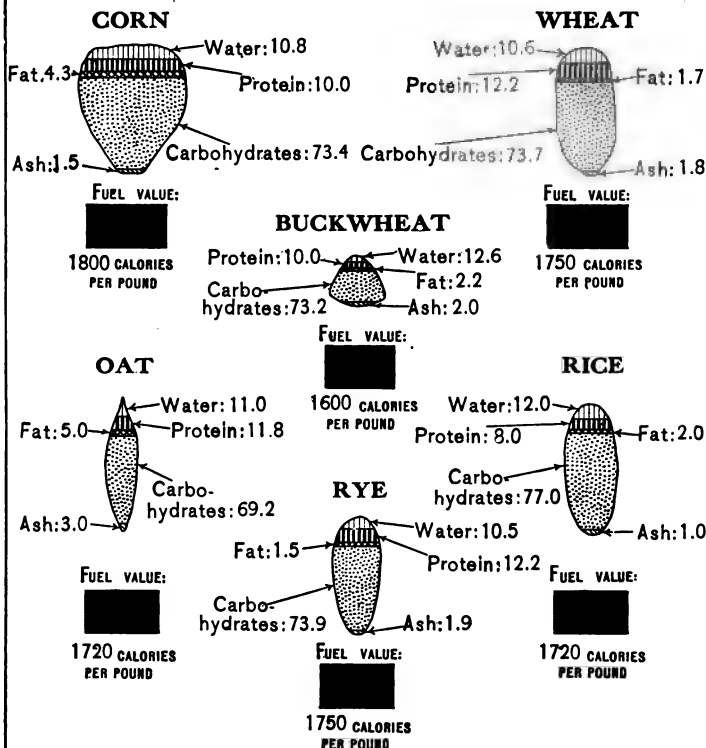 CORN
Water:10.8
Fat.4.3
Protein:10.0
Carbohydrates:73.4
Ash:1.5
FUEL VALUE:
1800 CALORIES
PER POUND
WHEAT
Water:10.6
Protein:12.2
Fat:1.7
Carbohydrates:73.7
Ash:1.8
FUEL VALUE:
1750 CALORIES
PER POUND
BUCKWHEAT
Protein:10.0
Water:12.6
Fat:2.2
Carbo-
hydrates:73.2
Ash:2.0
FUEL VALUE:
1600 CALORIES
PER POUND
OAT
Water:11.0
Fat:5.0
Protein:11.8
Carbo-
hydrates:69.2
Ash:3.0
FUEL VALUE:
1720 CALORIES
PER POUND
RYE
Water:10.5
Fat:1.5
Protein:12.2
Carbo-
hydrates:73.9
Ash:1.9
FUEL VALUE:
1750 CALORIES
PER POUND
RICE
Water:12.0
Protein:8.0
Fat:2.0
Carbo-
hydrates:77.0
Ash:1.0
FUEL VALUE:
1720 CALORIES
PER POUND